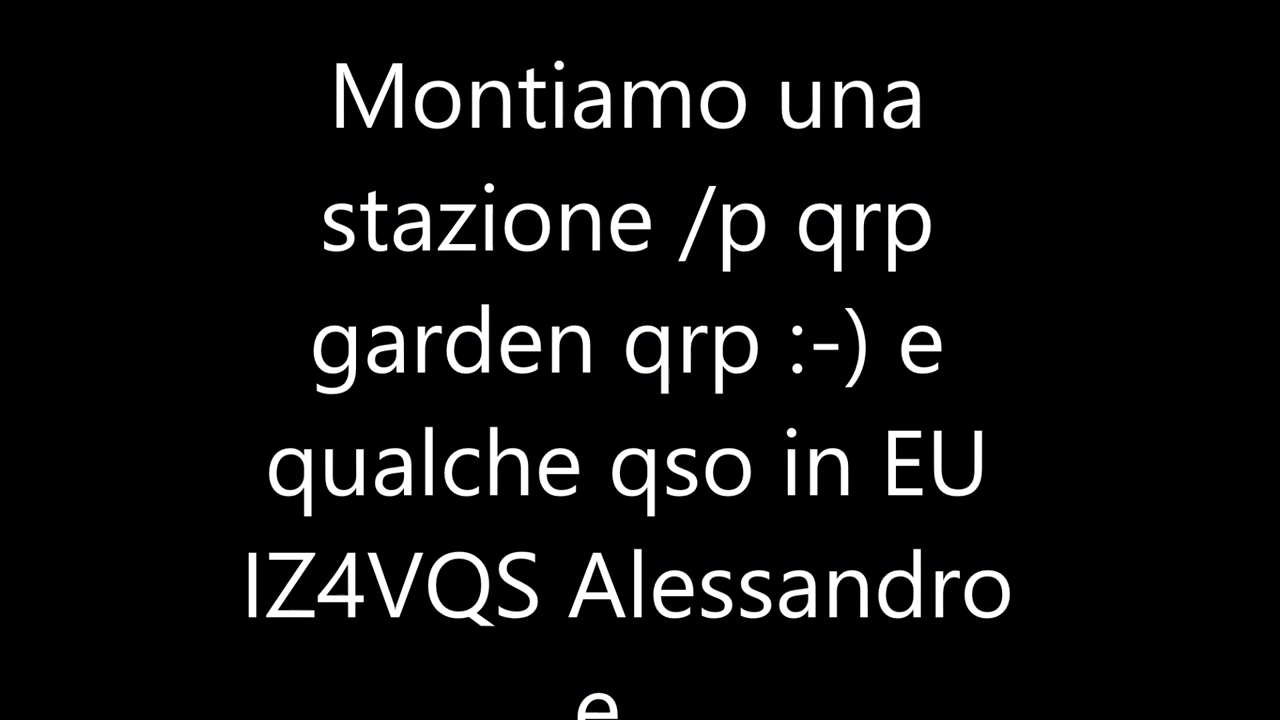 Montiamo una
stazione /p qrp
garden qrp :-) e
qualche qso in EU
IZ4VQS Alessandro
e